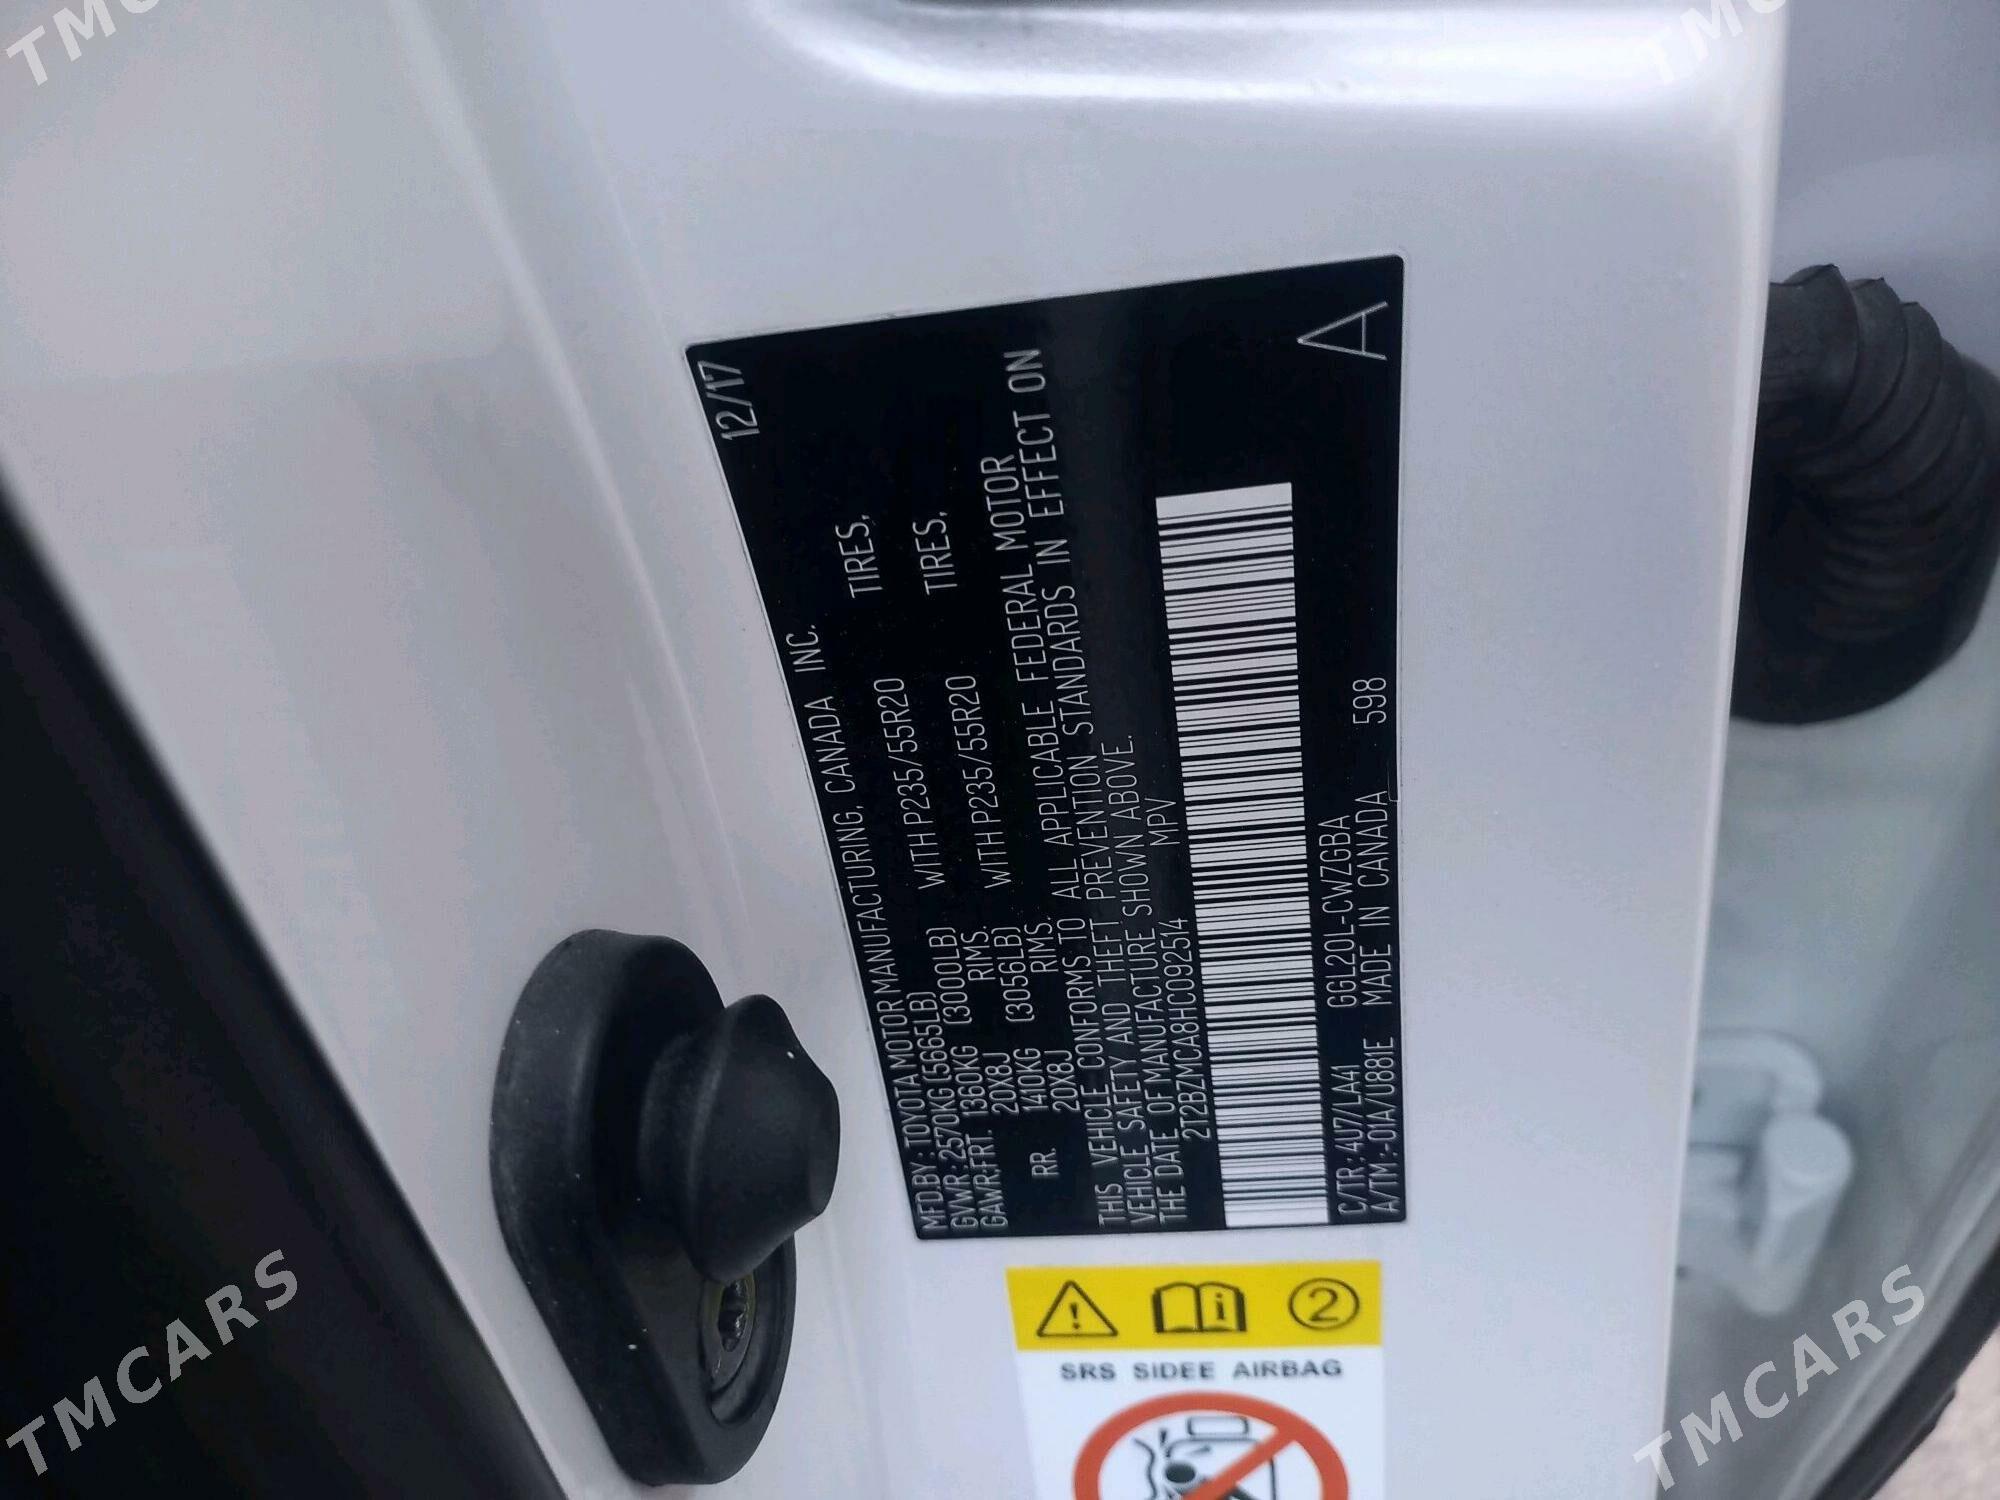 MFD.BY: TOYOTA MOTOR MANUFACTURING, CANADA INC. 12/17
GVWR: 2570KG (5665LB)
GAWR:FRT. 1360KG (3000LB) WITH P235/55R20 TIRES,
20X8J RIMS.
RR. 1410KG (3056LB) WITH P235/55R20 TIRES,
20X8J RIMS.
THIS VEHICLE CONFORMS TO ALL APPLICABLE FEDERAL MOTOR
VEHICLE SAFETY AND THEFT PREVENTION STANDARDS IN EFFECT ON
THE DATE OF MANUFACTURE SHOWN ABOVE.
2T2BZMCA8HC092514 MPV
C/TR: 4U7/LA41 GGL20L-CWZGBA
A/TM:-01A/U881E MADE IN CANADA 598
A
2
SRS SIDEE AIRBAG
TMCARS
TMCARS